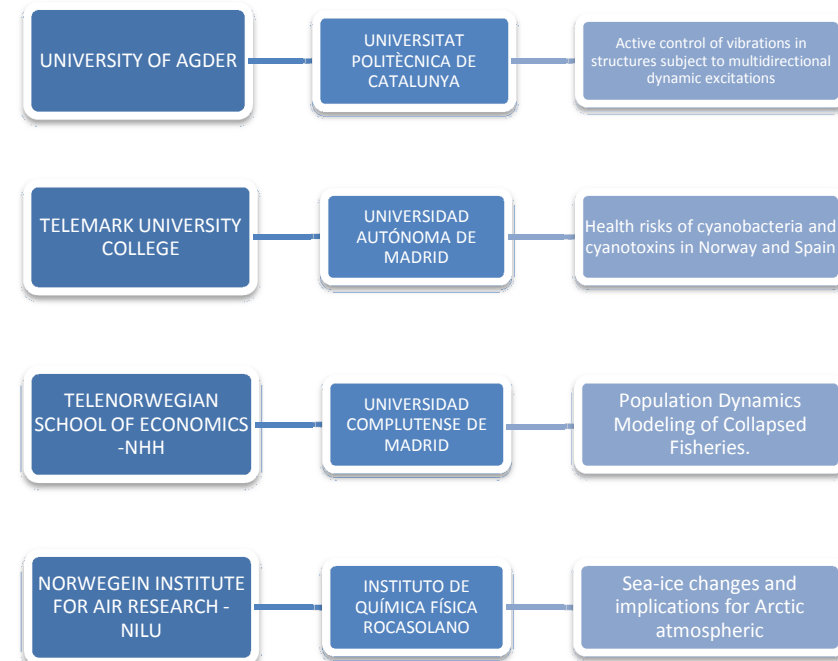 UNIVERSITY OF AGDER
UNIVERSITAT
POLITÈCNICA DE
CATALUNYA
Active control of vibrations in
structures subject to multidirectional
dynamic excitations
TELEMARK UNIVERSITY
COLLEGE
UNIVERSIDAD
AUTÓNOMA DE
MADRID
Health risks of cyanobacteria and
cyanotoxins in Norway and Spain
TELENORWEGIAN
SCHOOL OF ECONOMICS
-NHH
UNIVERSIDAD
COMPLUTENSE DE
MADRID
Population Dynamics
Modeling of Collapsed
Fisheries.
NORWEGEIN INSTITUTE
FOR AIR RESEARCH -
NILU
INSTITUTO DE
QUÍMICA FÍSICA
ROCASOLANO
Sea-ice changes and
implications for Arctic
atmospheric